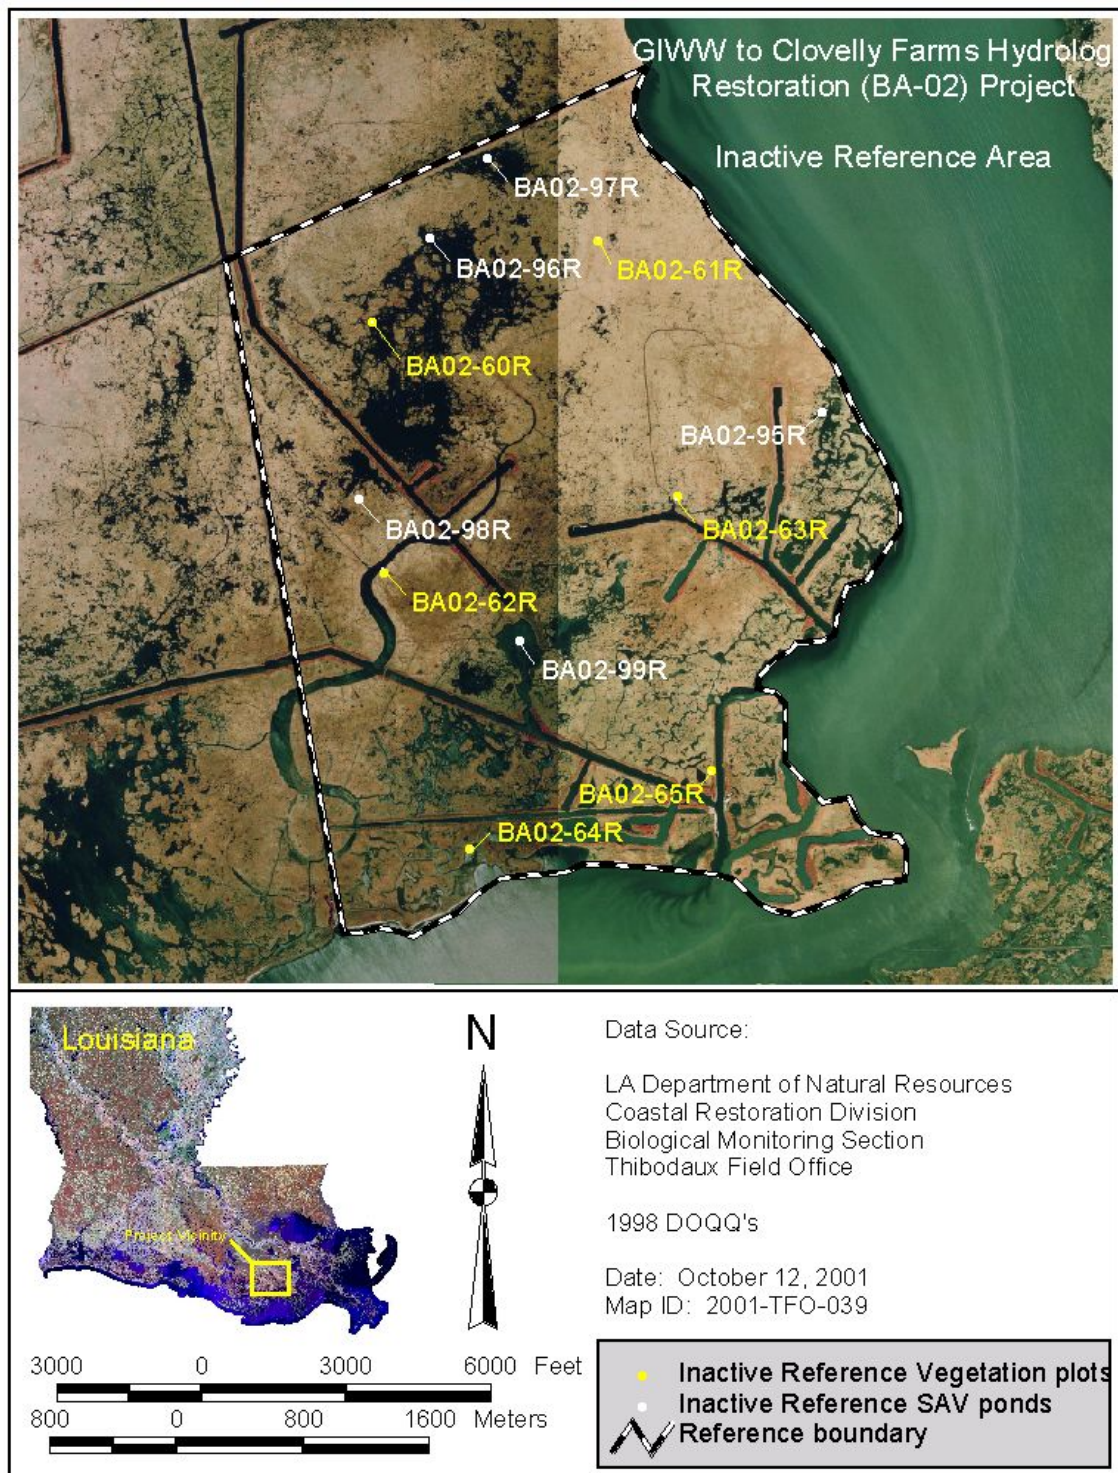 GIWW to Clovelly Farms Hydrolog
Restoration (BA-02) Project
Inactive Reference Area
BA02-97R
BA02-96R
BA02-61R
BA02-60R
BA02-95R
BA02-98R
BA02-63R
BA02-62R
BA02-99R
BA02-65R
BA02-64R
Louisiana
Project Vicinity
N
Data Source:
LA Department of Natural Resources
Coastal Restoration Division
Biological Monitoring Section
Thibodaux Field Office
1998 DOQQ's
Date: October 12, 2001
Map ID: 2001-TFO-039
3000 0 3000 6000 Feet
800 0 800 1600 Meters
Inactive Reference Vegetation plots
Inactive Reference SAV ponds
Reference boundary